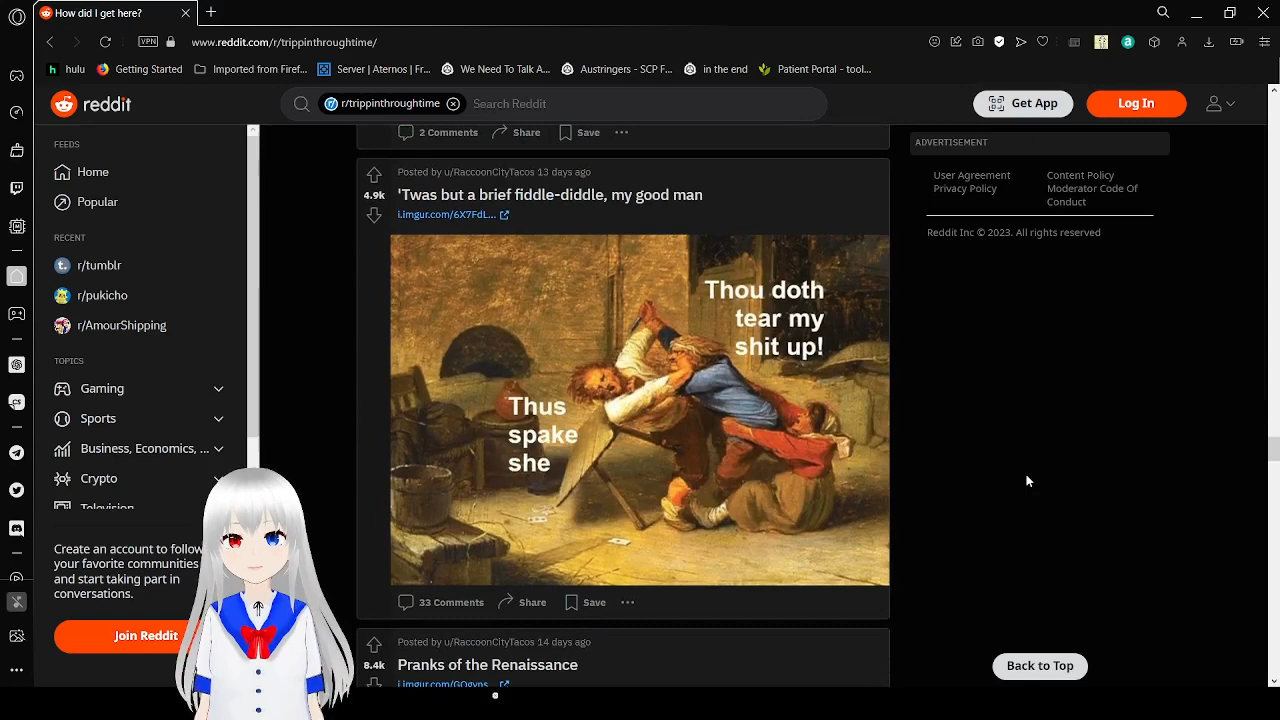 How did I get here?
VPN
www.reddit.com/r/trippinthroughtime/
hulu
Getting Started
Imported from Firef...
Server | Aternos | Fr...
We Need To Talk A...
Austringers - SCP F...
in the end
Patient Portal - tool...
reddit
r/trippinthroughtime
Search Reddit
Get App
Log In
FEEDS
Home
Popular
RECENT
r/tumblr
r/pukicho
r/AmourShipping
TOPICS
Gaming
Sports
Business, Economics, ...
Crypto
Television
Create an account to follow
your favorite communities
and start taking part in
conversations.
Join Reddit
2 Comments
Share
Save
Posted by u/RaccoonCityTacos 13 days ago
4.9k
'Twas but a brief fiddle-diddle, my good man
i.imgur.com/6X7FdL...
Thou doth
tear my
shit up!
Thus
spake
she
33 Comments
Share
Save
Posted by u/RaccoonCityTacos 14 days ago
8.4k
Pranks of the Renaissance
ADVERTISEMENT
User Agreement
Privacy Policy
Content Policy
Moderator Code Of
Conduct
Reddit Inc © 2023. All rights reserved
Back to Top